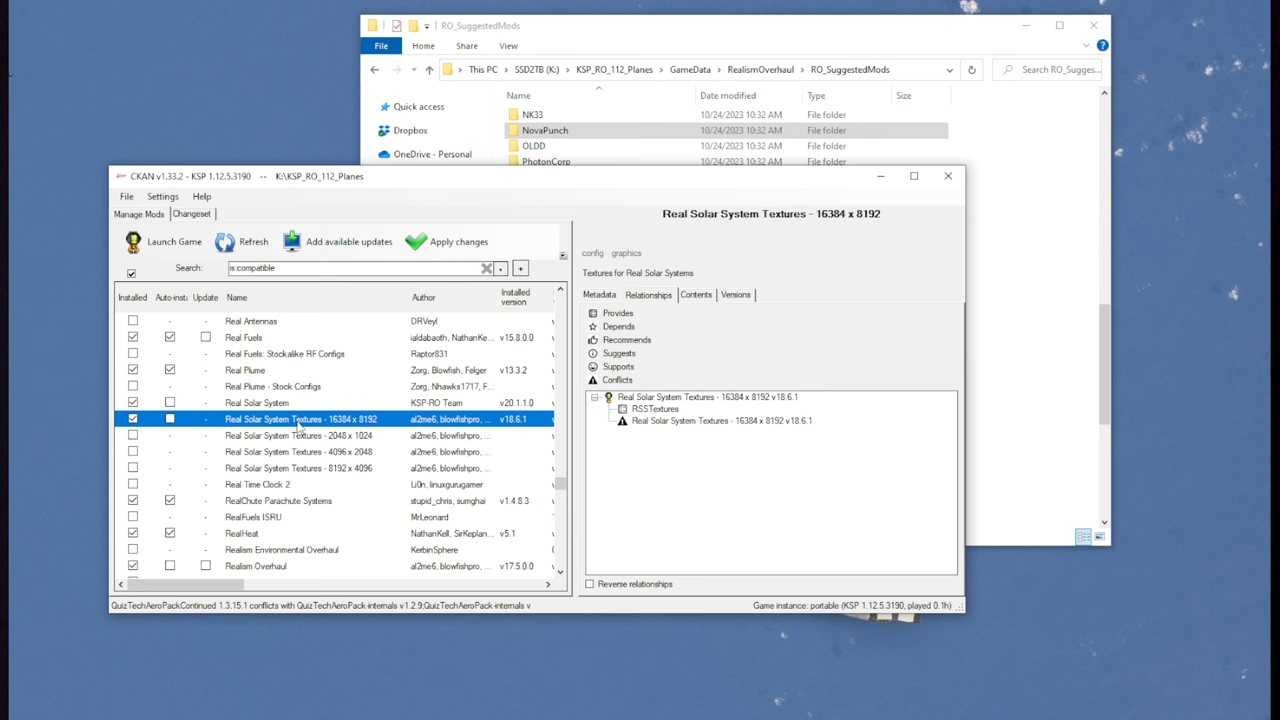 RO_SuggestedMods
File Home Share View
This PC SSD2TB (K:) KSP_RO_112_Planes GameData RealismOverhaul RO_SuggestedMods Search RO_Sugges...
Name Date modified Type Size
Quick access
Dropbox
OneDrive - Personal
NK33 10/24/2023 10:32 AM File folder
NovaPunch 10/24/2023 10:32 AM File folder
OLDD 10/24/2023 10:32 AM File folder
PhotonCorp 10/24/2023 10:32 AM File folder
CKAN v1.33.2 - KSP 1.12.5.3190 -- K:\KSP_RO_112_Planes
File Settings Help
Manage Mods Changeset
Launch Game Refresh Add available updates Apply changes
Search: is:compatible
Installed Auto-insta Update Name Author Installed version
Real Antennas DRVeyl
Real Fuels ialdabaoth, NathanKe... v15.8.0.0
Real Fuels: Stockalike RF Configs Raptor831
Real Plume Zorg, Blowfish, Felger v13.3.2
Real Plume - Stock Configs Zorg, Nhawks1717, F...
Real Solar System KSP-RO Team v20.1.1.0
Real Solar System Textures - 16384 x 8192 al2me6, blowfishpro, ... v18.6.1
Real Solar System Textures - 2048 x 1024 al2me6, blowfishpro, ...
Real Solar System Textures - 4096 x 2048 al2me6, blowfishpro, ...
Real Solar System Textures - 8192 x 4096 al2me6, blowfishpro, ...
Real Time Clock 2 Li0n, linuxgurugamer
RealChute Parachute Systems stupid_chris, sumghai v1.4.8.3
RealFuels ISRU MrLeonard
RealHeat NathanKell, SirKeplan... v5.1
Realism Environmental Overhaul KerbinSphere
Realism Overhaul al2me6, blowfishpro, ... v17.5.0.0
Real Solar System Textures - 16384 x 8192
config graphics
Textures for Real Solar Systems
Metadata Relationships Contents Versions
Provides
Depends
Recommends
Suggests
Supports
Conflicts
Real Solar System Textures - 16384 x 8192 v18.6.1
RSSTextures
Real Solar System Textures - 16384 x 8192 v18.6.1
Reverse relationships
QuizTechAeroPackContinued 1.3.15.1 conflicts with QuizTechAeroPack-internals v1.2.9;QuizTechAeroPack-internals v
Game instance: portable (KSP 1.12.5.3190, played 0.1h)